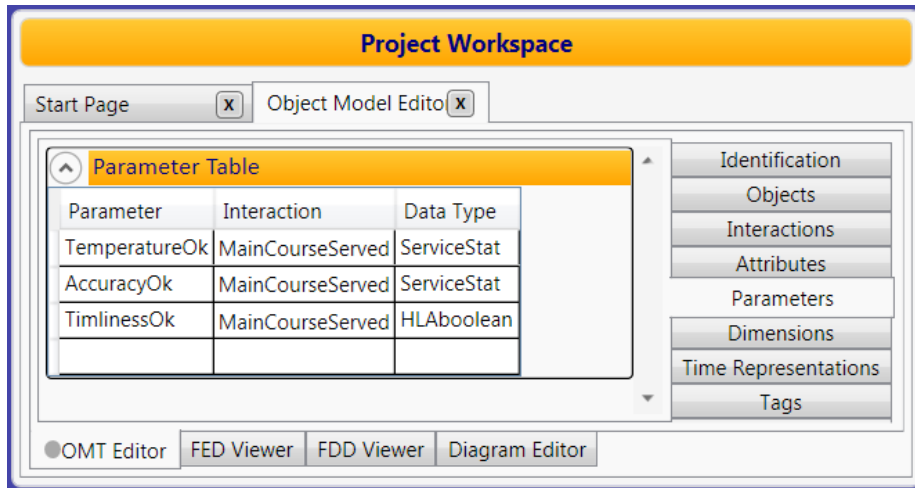 Project Workspace
Start Page x Object Model Edito x
Parameter Table
Parameter Interaction Data Type
TemperatureOk MainCourseServed ServiceStat
AccuracyOk MainCourseServed ServiceStat
TimlinessOk MainCourseServed HLAboolean
Identification
Objects
Interactions
Attributes
Parameters
Dimensions
Time Representations
Tags
OMT Editor FED Viewer FDD Viewer Diagram Editor